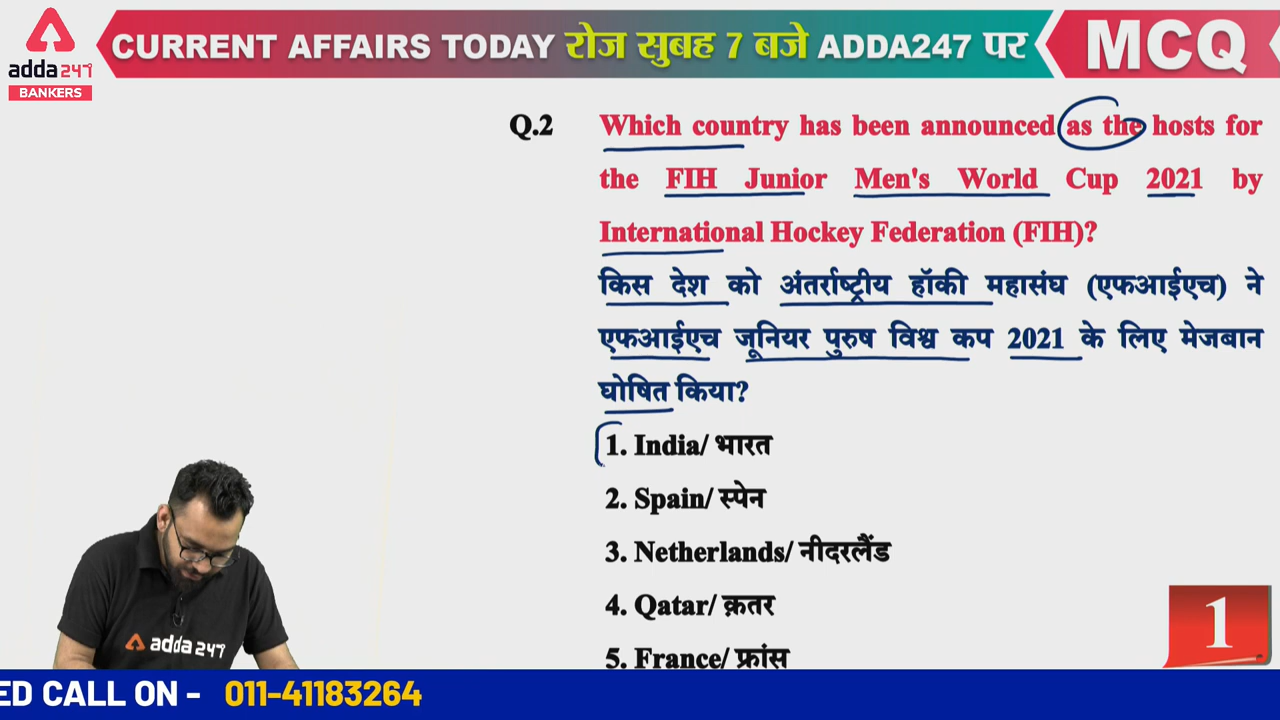 CURRENT AFFAIRS TODAY रोज सुबह 7 बजे ADDA247 पर
MCQ
adda247
BANKERS
Q.2 Which country has been announced as the hosts for
the FIH Junior Men's World Cup 2021 by
International Hockey Federation (FIH)?
किस देश को अंतर्राष्ट्रीय हॉकी महासंघ (एफआईएच) ने
एफआईएच जूनियर पुरुष विश्व कप 2021 के लिए मेजबान
घोषित किया?
1. India/ भारत
2. Spain/ स्पेन
3. Netherlands/ नीदरलैंड
4. Qatar/ क़तर
5. France/ फ्रांस
1
adda247
ED CALL ON - 011-41183264